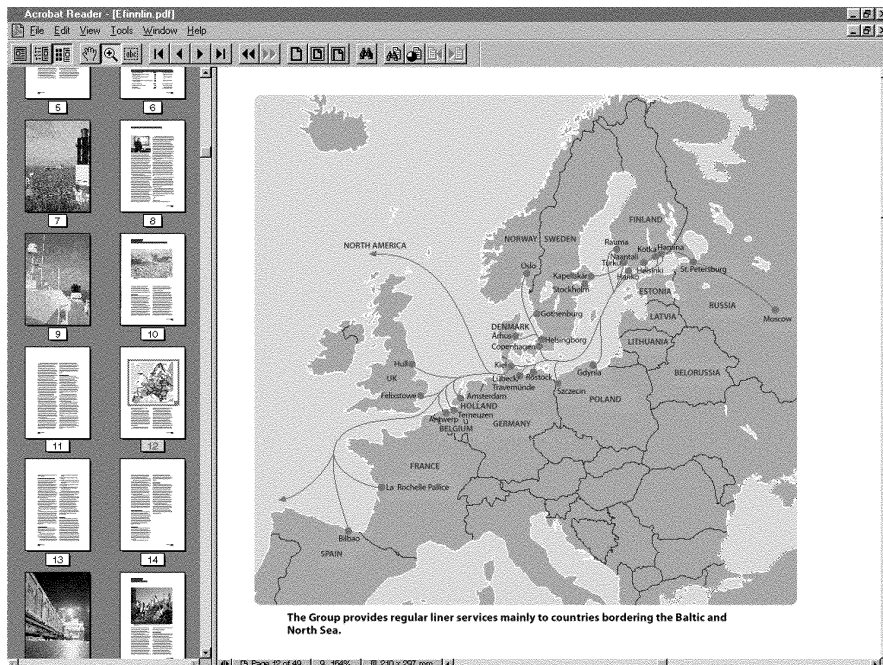 Acrobat Reader - [Efinnlin.pdf]
File Edit View Tools Window Help
abc
5 6
7 8
9 10
11 12
13 14
NORTH AMERICA
NORWAY
SWEDEN
FINLAND
Rauma
Kotka
Hamina
Naantali
Turku
Helsinki
Hanko
St. Petersburg
Oslo
Kapellskär
Stockholm
ESTONIA
RUSSIA
LATVIA
Moscow
Gothenburg
DENMARK
Århus
Helsingborg
Copenhagen
LITHUANIA
Hull
Kiel
Lübeck
Rostock
Travemünde
Gdynia
BELORUSSIA
UK
Felixstowe
Amsterdam
Szczecin
HOLLAND
POLAND
Terneuzen
Antwerp
BELGIUM
GERMANY
FRANCE
La Rochelle Pallice
Bilbao
SPAIN
The Group provides regular liner services mainly to countries bordering the Baltic and
North Sea.
Page 12 of 49 164% 210 x 297 mm